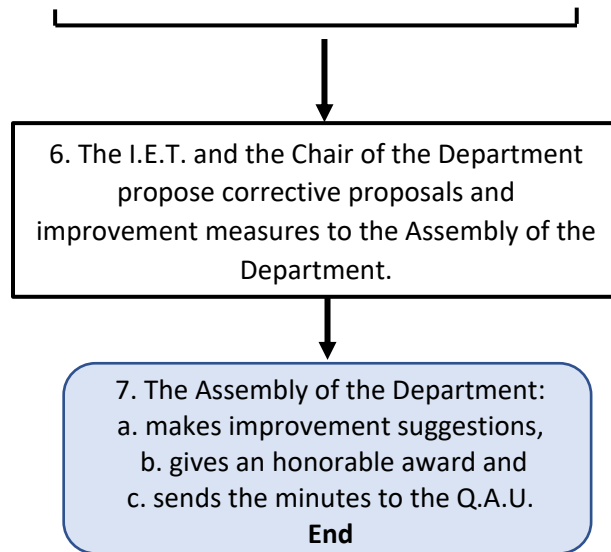 6. The I.E.T. and the Chair of the Department
propose corrective proposals and
improvement measures to the Assembly of the
Department.
7. The Assembly of the Department:
a. makes improvement suggestions,
b. gives an honorable award and
c. sends the minutes to the Q.A.U.
End